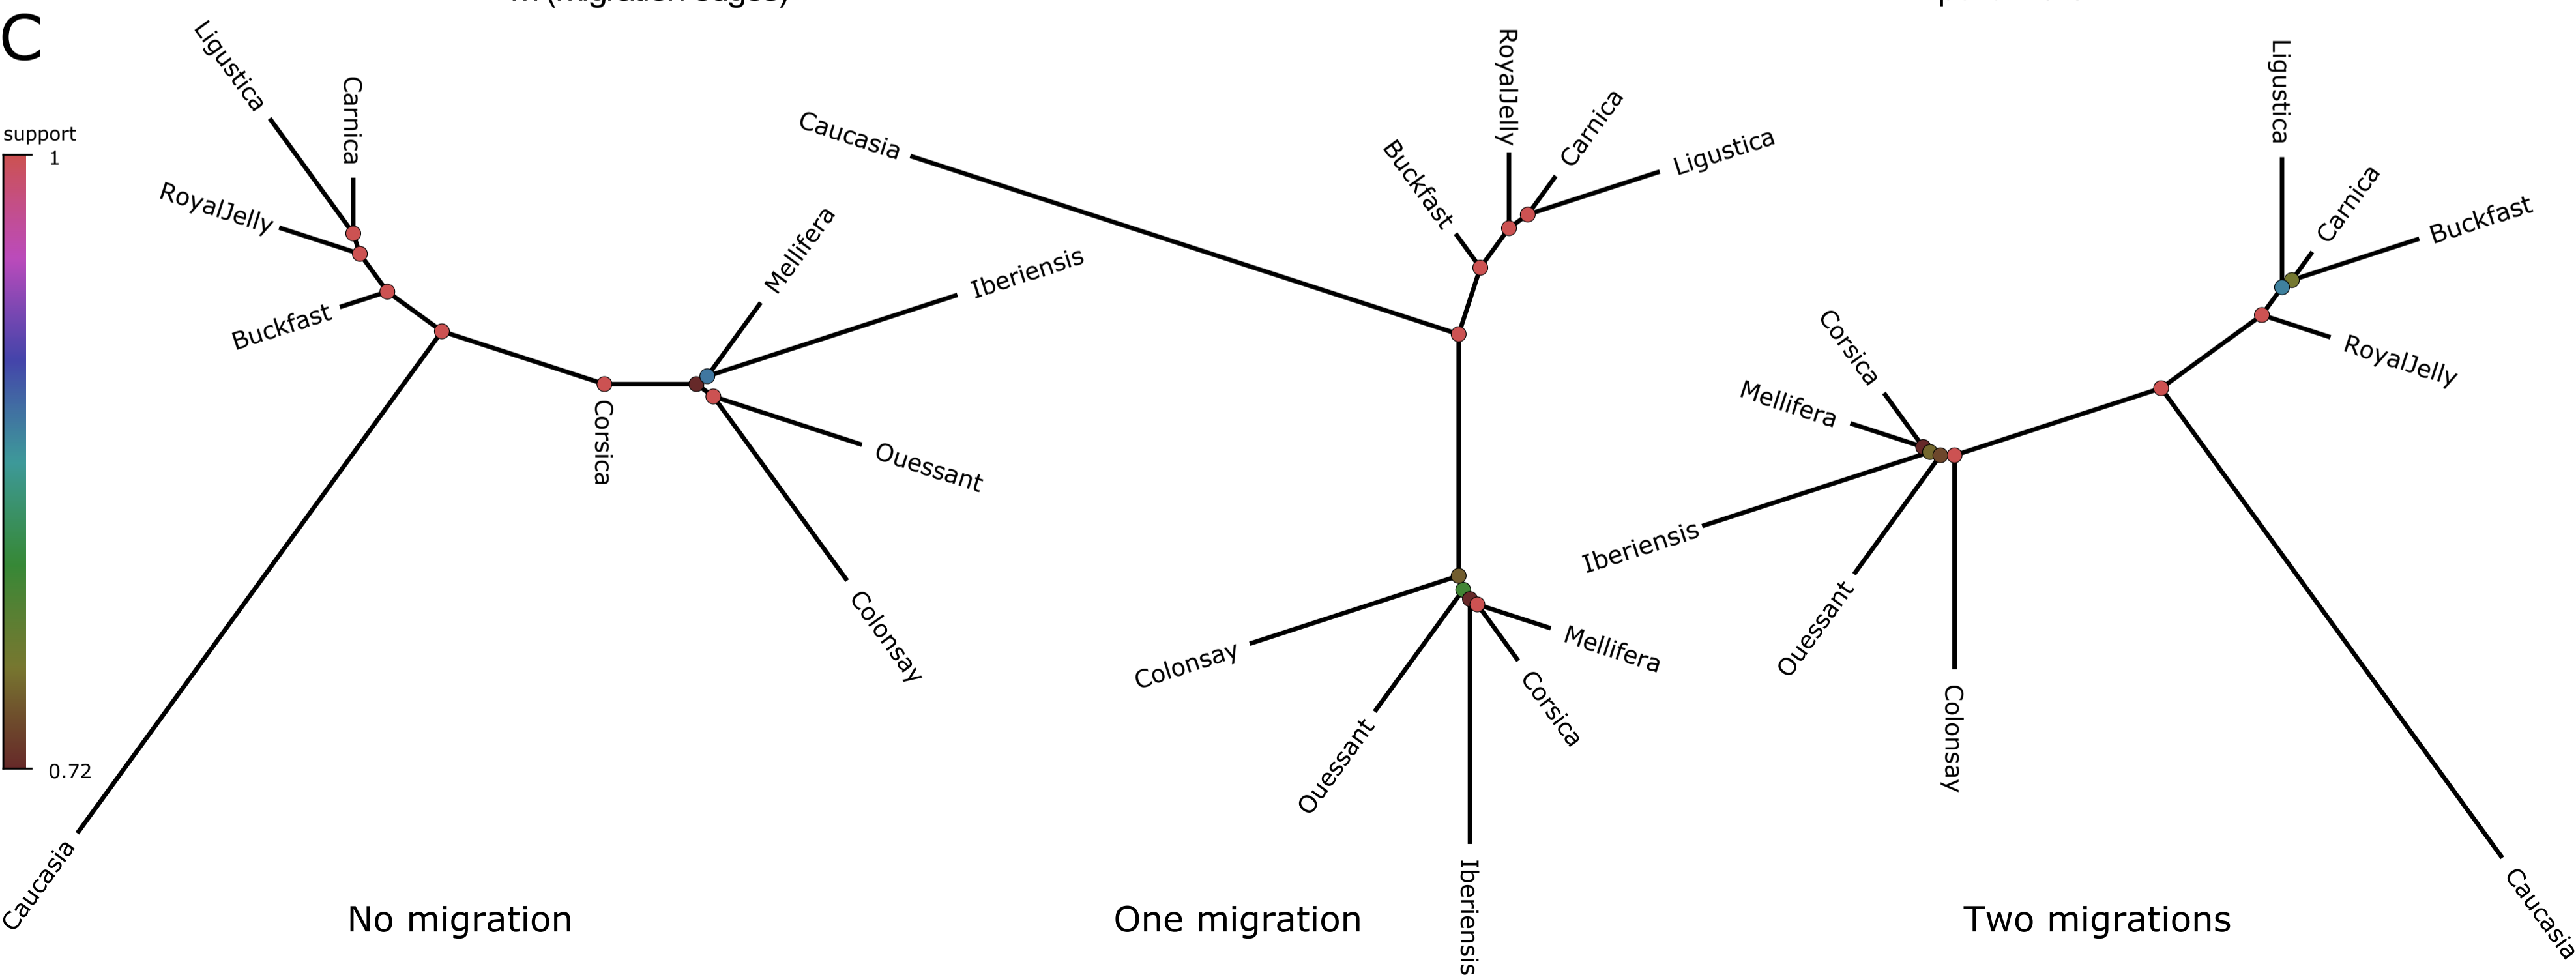 C
support
1
0.72
Ligustica
Carnica
RoyalJelly
Buckfast
Mellifera
Iberiensis
Corsica
Ouessant
Colonsay
Caucasia
No migration
Caucasia
RoyalJelly
Carnica
Buckfast
Ligustica
Colonsay
Mellifera
Corsica
Ouessant
Iberiensis
One migration
Ligustica
Carnica
Buckfast
RoyalJelly
Corsica
Mellifera
Iberiensis
Ouessant
Colonsay
Caucasia
Two migrations